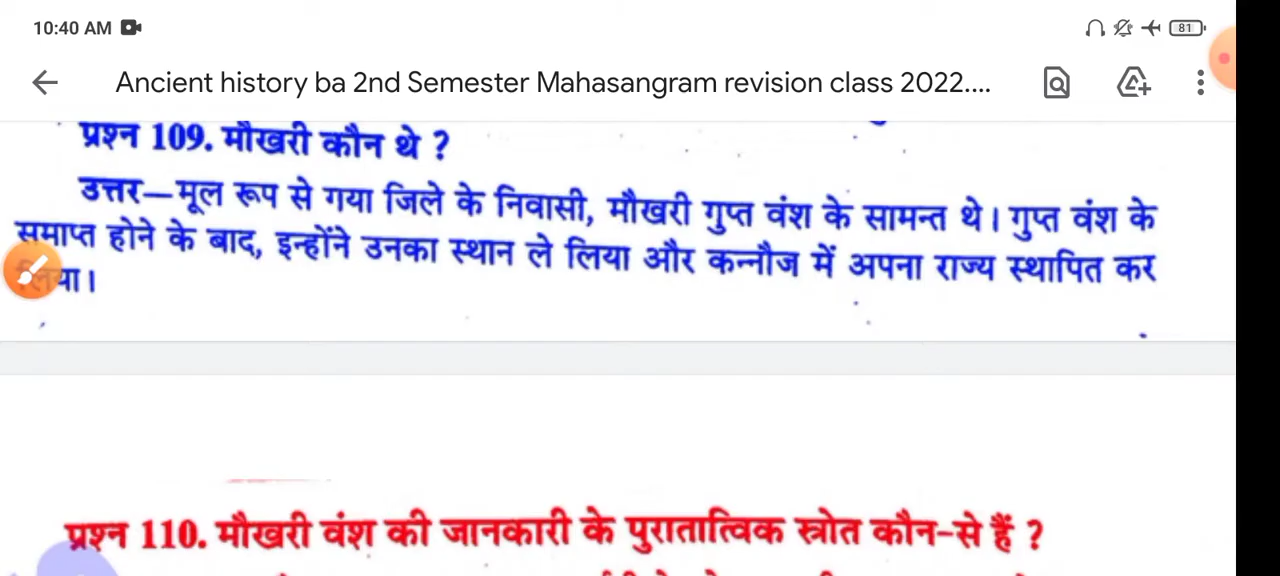 10:40 AM
81
Ancient history ba 2nd Semester Mahasangram revision class 2022....
प्रश्न 109. मौखरी कौन थे ?
उत्तर—मूल रूप से गया जिले के निवासी, मौखरी गुप्त वंश के सामन्त थे। गुप्त वंश के
समाप्त होने के बाद, इन्होंने उनका स्थान ले लिया और कन्नौज में अपना राज्य स्थापित कर
लिया।
प्रश्न 110. मौखरी वंश की जानकारी के पुरातात्विक स्त्रोत कौन-से हैं ?